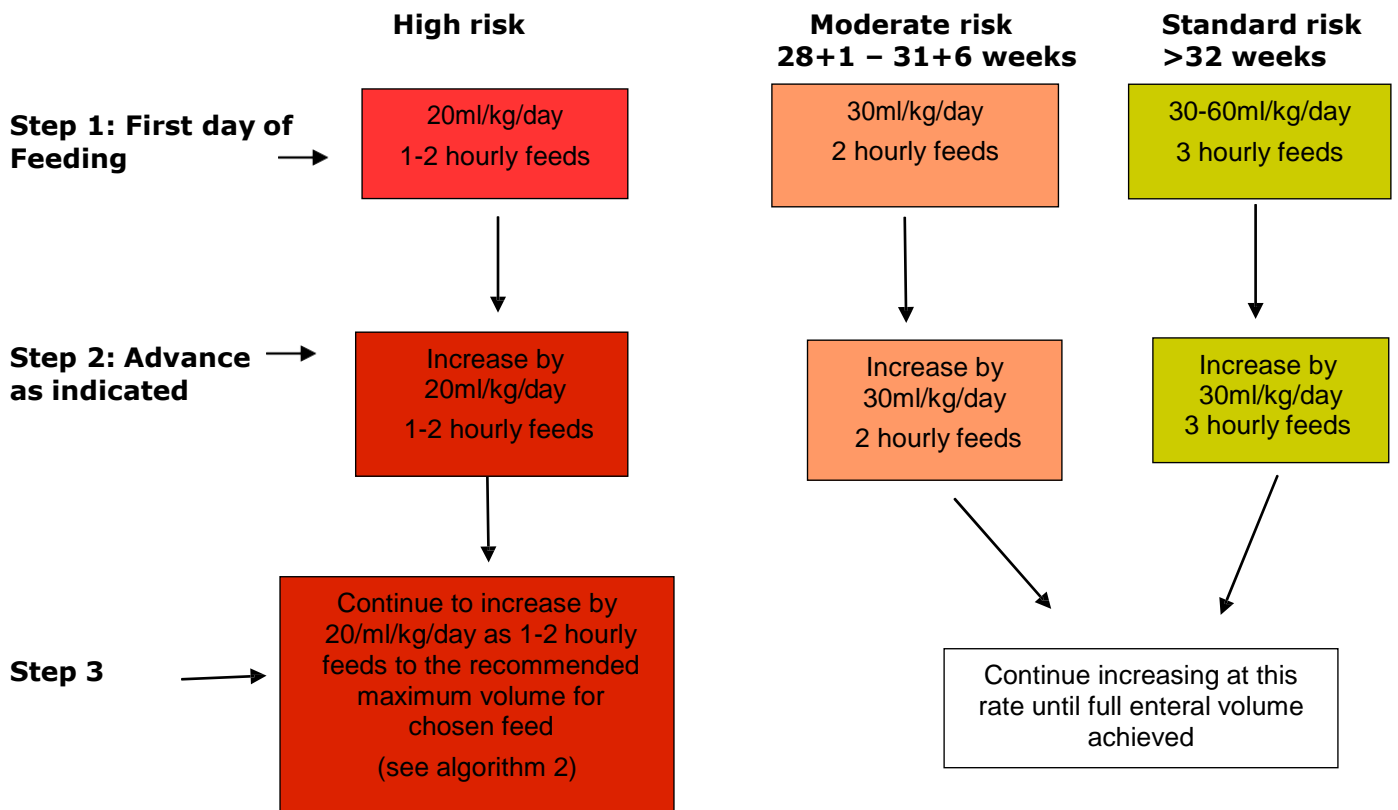 High risk
Moderate risk
28+1 – 31+6 weeks
Standard risk
>32 weeks
Step 1: First day of
Feeding
20ml/kg/day
1-2 hourly feeds
30ml/kg/day
2 hourly feeds
30-60ml/kg/day
3 hourly feeds
Step 2: Advance
as indicated
Increase by
20ml/kg/day
1-2 hourly feeds
Increase by
30ml/kg/day
2 hourly feeds
Increase by
30ml/kg/day
3 hourly feeds
Step 3
Continue to increase by
20/ml/kg/day as 1-2 hourly
feeds to the recommended
maximum volume for
chosen feed
(see algorithm 2)
Continue increasing at this
rate until full enteral volume
achieved